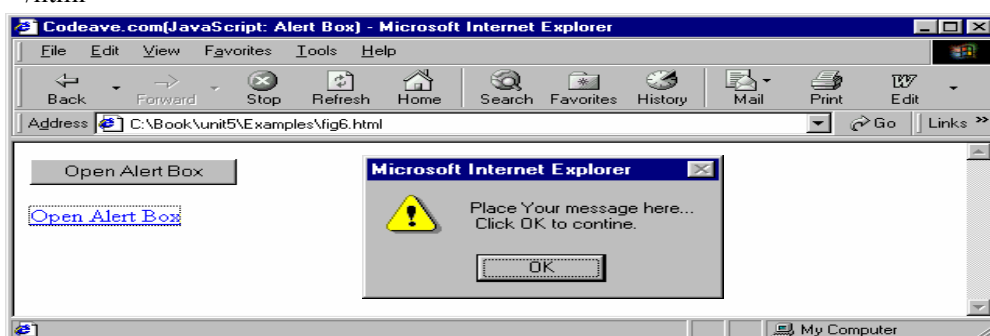 /html
Codeave.com(JavaScript: Alert Box) - Microsoft Internet Explorer
File Edit View Favorites Tools Help
Back Forward Stop Refresh Home Search Favorites History Mail Print Edit
Address C:\Book\unit5\Examples\fig6.html Go Links »
Open Alert Box
Open Alert Box
Microsoft Internet Explorer
Place Your message here...
Click OK to contine.
OK
My Computer